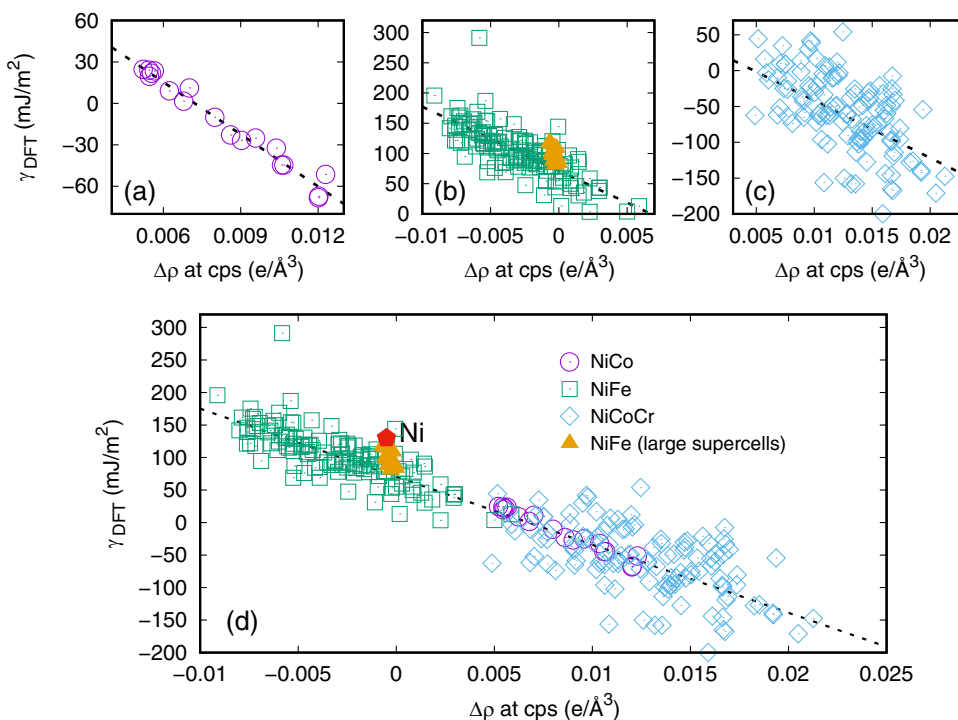 60
30
0
−30
−60
0.006 0.009 0.012
γ DFT (mJ/m²)
Δρ at cps (e/Å³)
(a)
300
250
200
150
100
50
0
−0.01 −0.005 0 0.005
Δρ at cps (e/Å³)
(b)
50
0
−50
−100
−150
−200
0.005 0.01 0.015 0.02
Δρ at cps (e/Å³)
(c)
300
250
200
150
100
50
0
−50
−100
−150
−200
−0.01 −0.005 0 0.005 0.01 0.015 0.02 0.025
γ DFT (mJ/m²)
Δρ at cps (e/Å³)
(d)
Ni
NiCo
NiFe
NiCoCr
NiFe (large supercells)